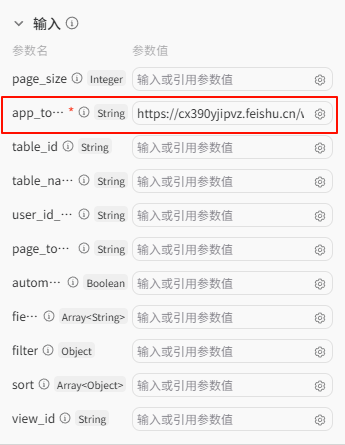 输入
参数名 参数值
page_size Integer 输入或引用参数值
app_to··· * String https://cx390yjipvz.feishu.cn/w
table_id String 输入或引用参数值
table_na··· String 输入或引用参数值
user_id_··· String 输入或引用参数值
page_to··· String 输入或引用参数值
autom··· Boolean 输入或引用参数值
fie··· Array<String> 输入或引用参数值
filter Object 输入或引用参数值
sort Array<Object> 输入或引用参数值
view_id String 输入或引用参数值